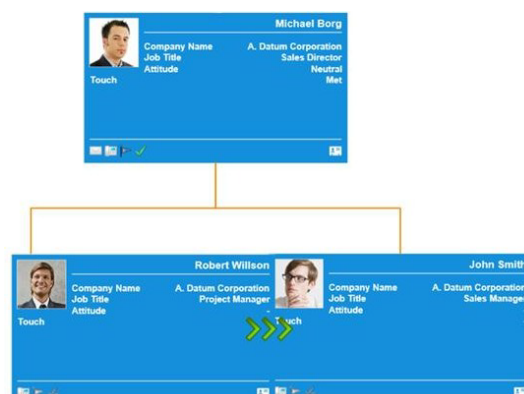 Michael Borg
Company Name A. Datum Corporation
Job Title Sales Director
Attitude Neutral
Touch Met
Robert Willson
Company Name A. Datum Corporation
Job Title Project Manager
Attitude -
Touch
John Smith
Company Name A. Datum Corporation
Job Title Sales Manager
Attitude